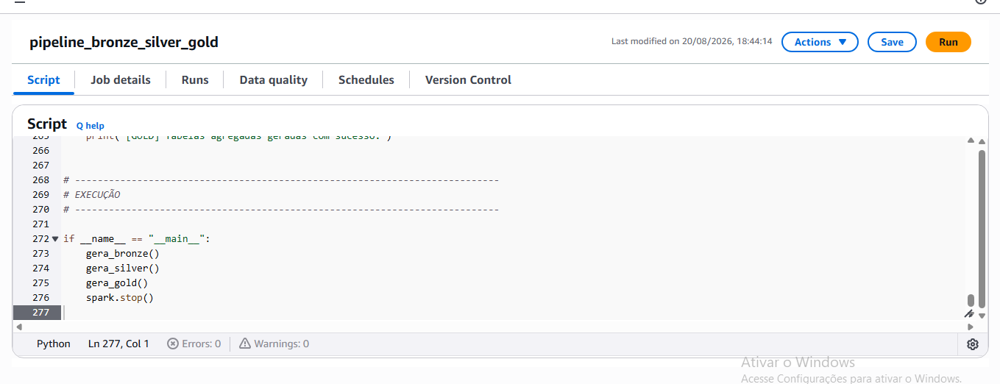 pipeline_bronze_silver_gold
Last modified on 20/08/2026, 18:44:14
Actions
Save
Run
Script
Job details
Runs
Data quality
Schedules
Version Control
Script Q help
265 print("[GOLD] Tabelas agregadas geradas com sucesso.")
266
267
268 # ---------------------------------------------------------------------------
269 # EXECUÇÃO
270 # ---------------------------------------------------------------------------
271
272 if __name__ == "__main__":
273 gera_bronze()
274 gera_silver()
275 gera_gold()
276 spark.stop()
277
Python Ln 277, Col 1 Errors: 0 Warnings: 0
Ativar o Windows
Acesse Configurações para ativar o Windows.